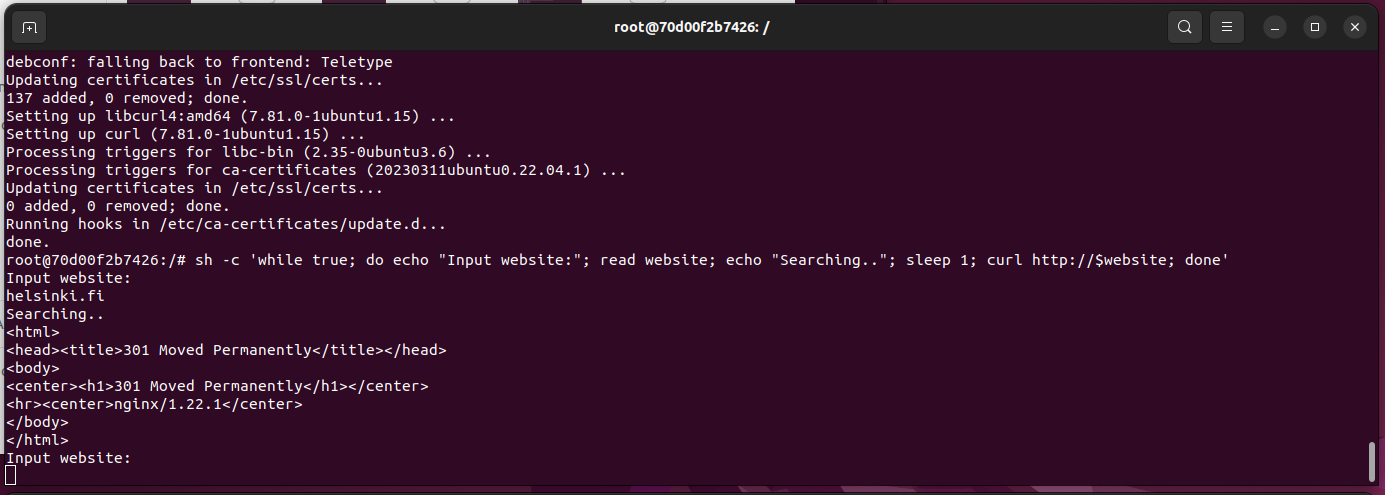 root@70d00f2b7426: /
debconf: falling back to frontend: Teletype
Updating certificates in /etc/ssl/certs...
137 added, 0 removed; done.
Setting up libcurl4:amd64 (7.81.0-1ubuntu1.15) ...
Setting up curl (7.81.0-1ubuntu1.15) ...
Processing triggers for libc-bin (2.35-0ubuntu3.6) ...
Processing triggers for ca-certificates (20230311ubuntu0.22.04.1) ...
Updating certificates in /etc/ssl/certs...
0 added, 0 removed; done.
Running hooks in /etc/ca-certificates/update.d...
done.
root@70d00f2b7426:/# sh -c 'while true; do echo "Input website:"; read website; echo "Searching.."; sleep 1; curl http://$website; done'
Input website:
helsinki.fi
Searching..
<html>
<head><title>301 Moved Permanently</title></head>
<body>
<center><h1>301 Moved Permanently</h1></center>
<hr><center>nginx/1.22.1</center>
</body>
</html>
Input website: